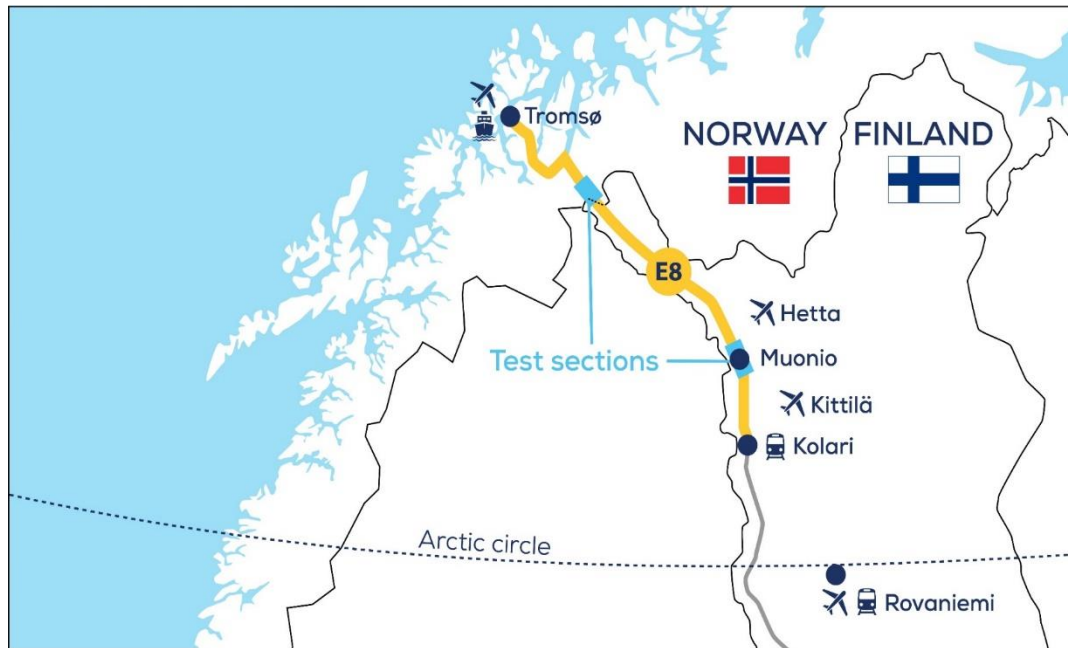 Tromsø
NORWAY
FINLAND
E8
Hetta
Test sections
Muonio
Kittilä
Kolari
Arctic circle
Rovaniemi